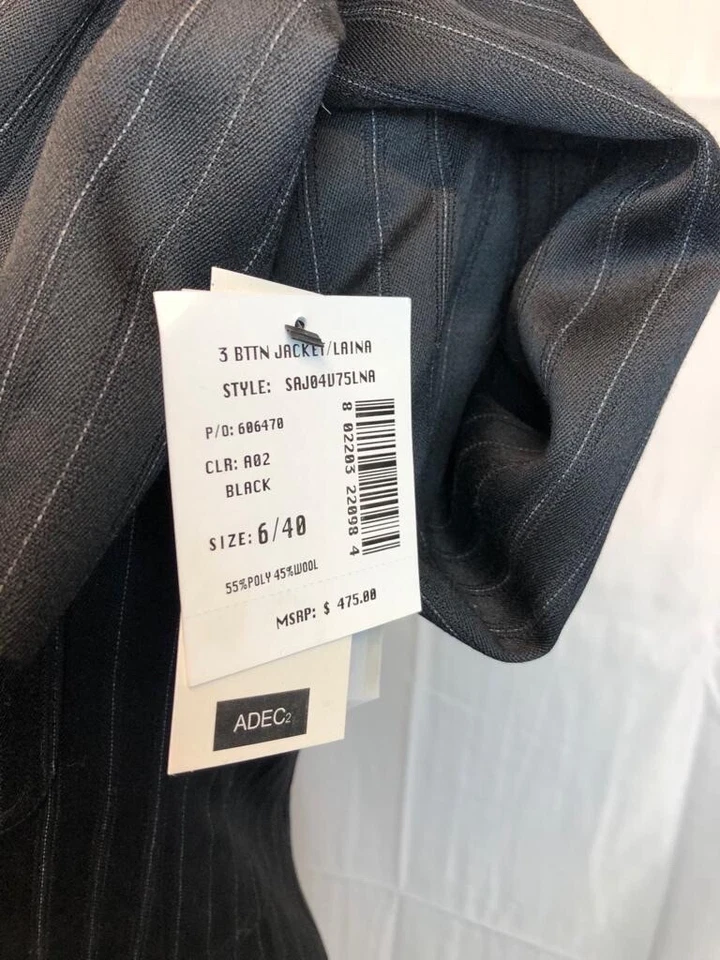 3 BTTN JACKET/LAINA
STYLE: SAJ04U75LNA
P/O: 606470
CLR: A02
BLACK
SIZE: 6/40
55%POLY 45%WOOL
MSRP: $ 475.00
8 02203 22098 4
ADEC2